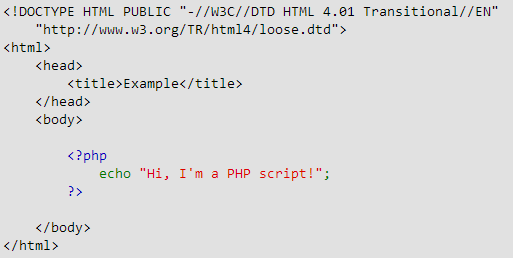 <!DOCTYPE HTML PUBLIC "-//W3C//DTD HTML 4.01 Transitional//EN"
    "http://www.w3.org/TR/html4/loose.dtd">
<html>
    <head>
        <title>Example</title>
    </head>
    <body>

        <?php
            echo "Hi, I'm a PHP script!";
        ?>

    </body>
</html>